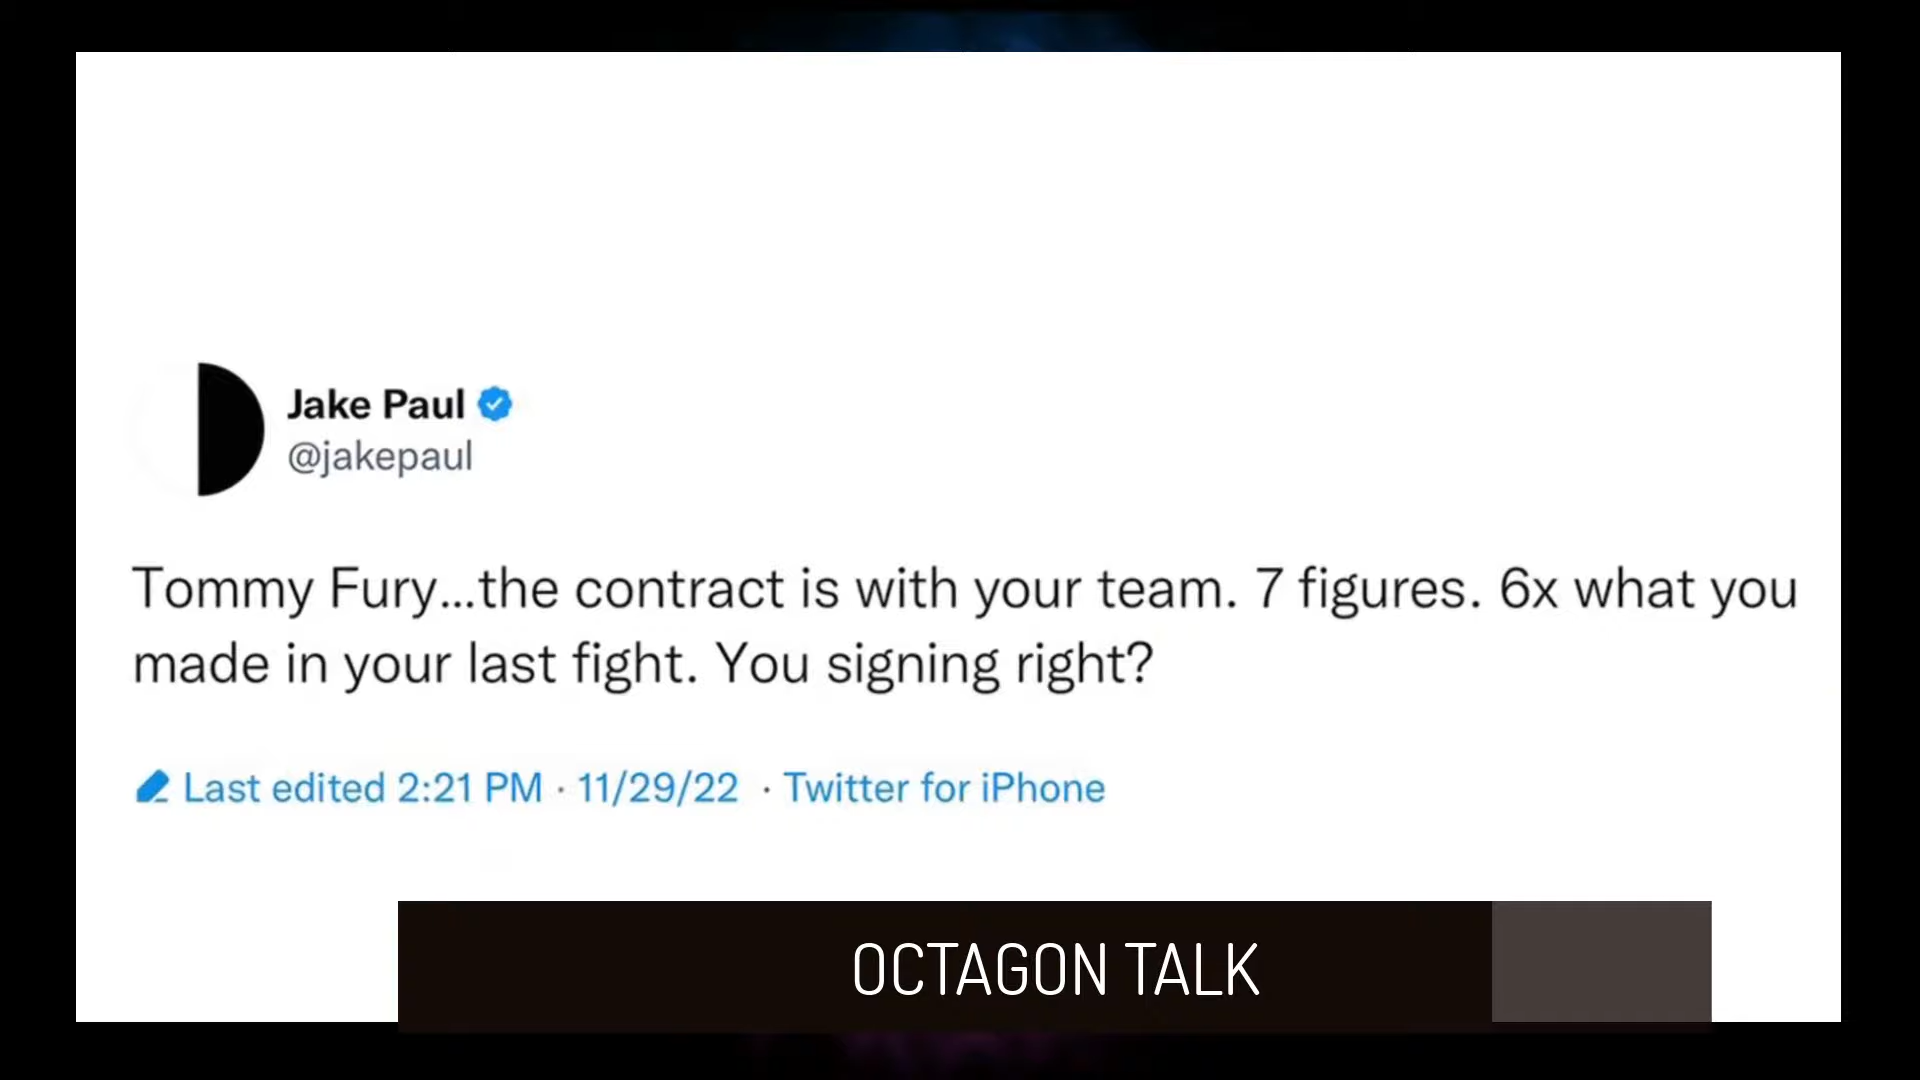 Jake Paul
@jakepaul
Tommy Fury...the contract is with your team. 7 figures. 6x what you
made in your last fight. You signing right?
Last edited 2:21 PM · 11/29/22 · Twitter for iPhone
OCTAGON TALK